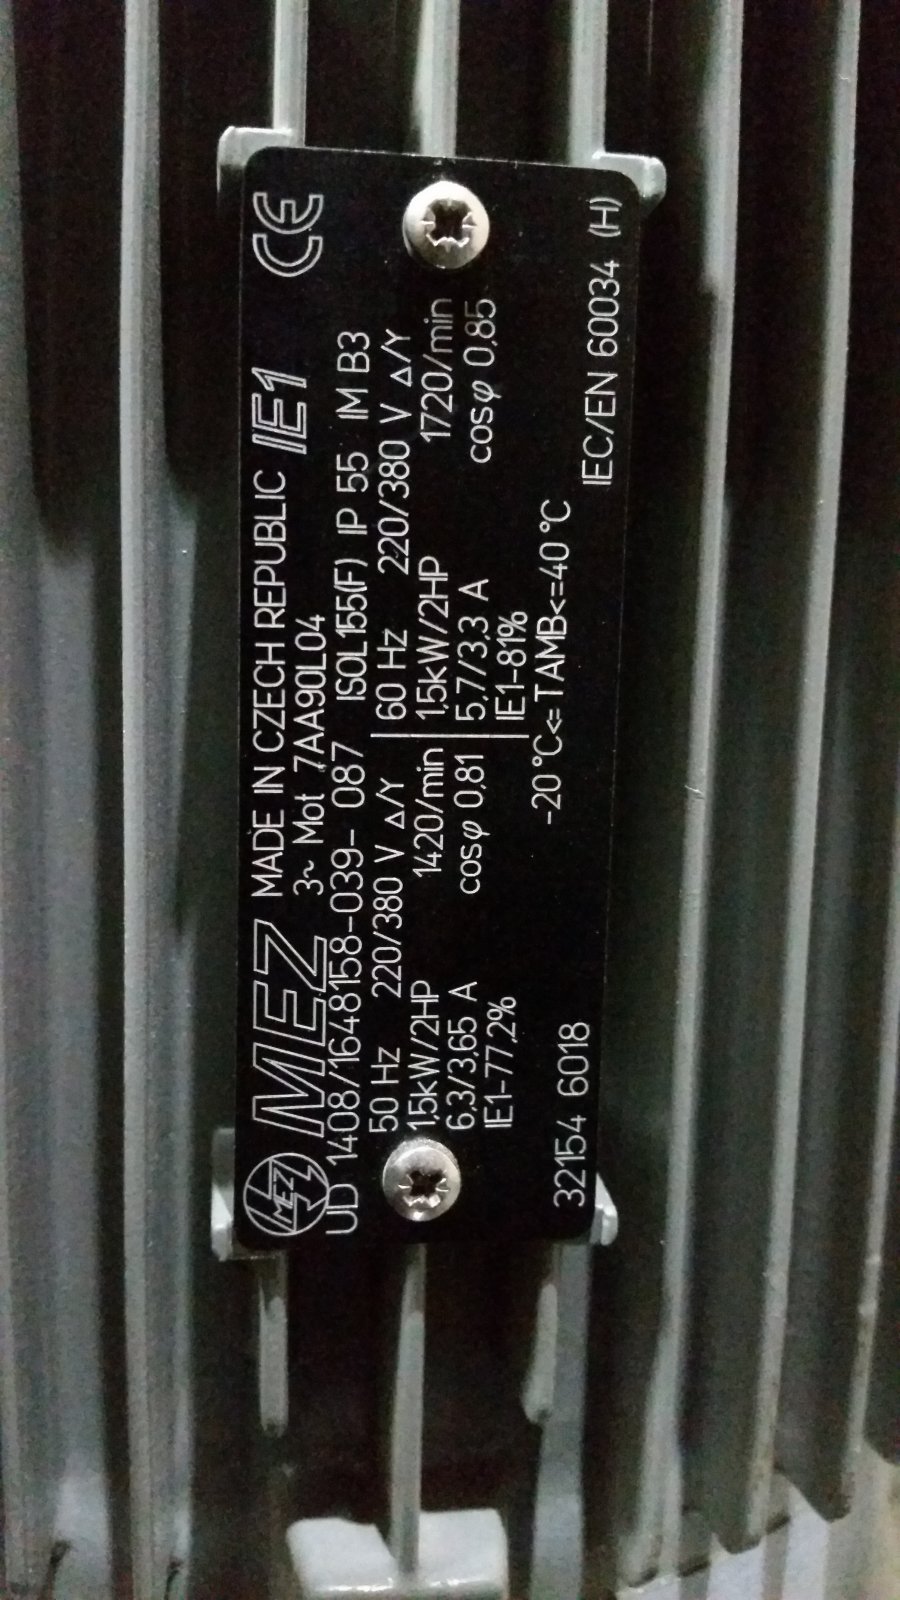 MEZ MEZ MADE IN CZECH REPUBLIC IE1 CE
3~ Mot 7AA90L04
UD 1408/1648158-039-087 ISOL155(F) IP 55 IM B3
50 Hz 220/380 V Δ/Y 60 Hz 220/380 V Δ/Y
1,5kW/2HP 1420/min 1,5kW/2HP 1720/min
6,3/3,65 A cosφ 0,81 5,7/3,3 A cosφ 0,85
IE1-77,2% IE1-81%
-20°C<=TAMB<=40°C
32154 6018 IEC/EN 60034 (H)